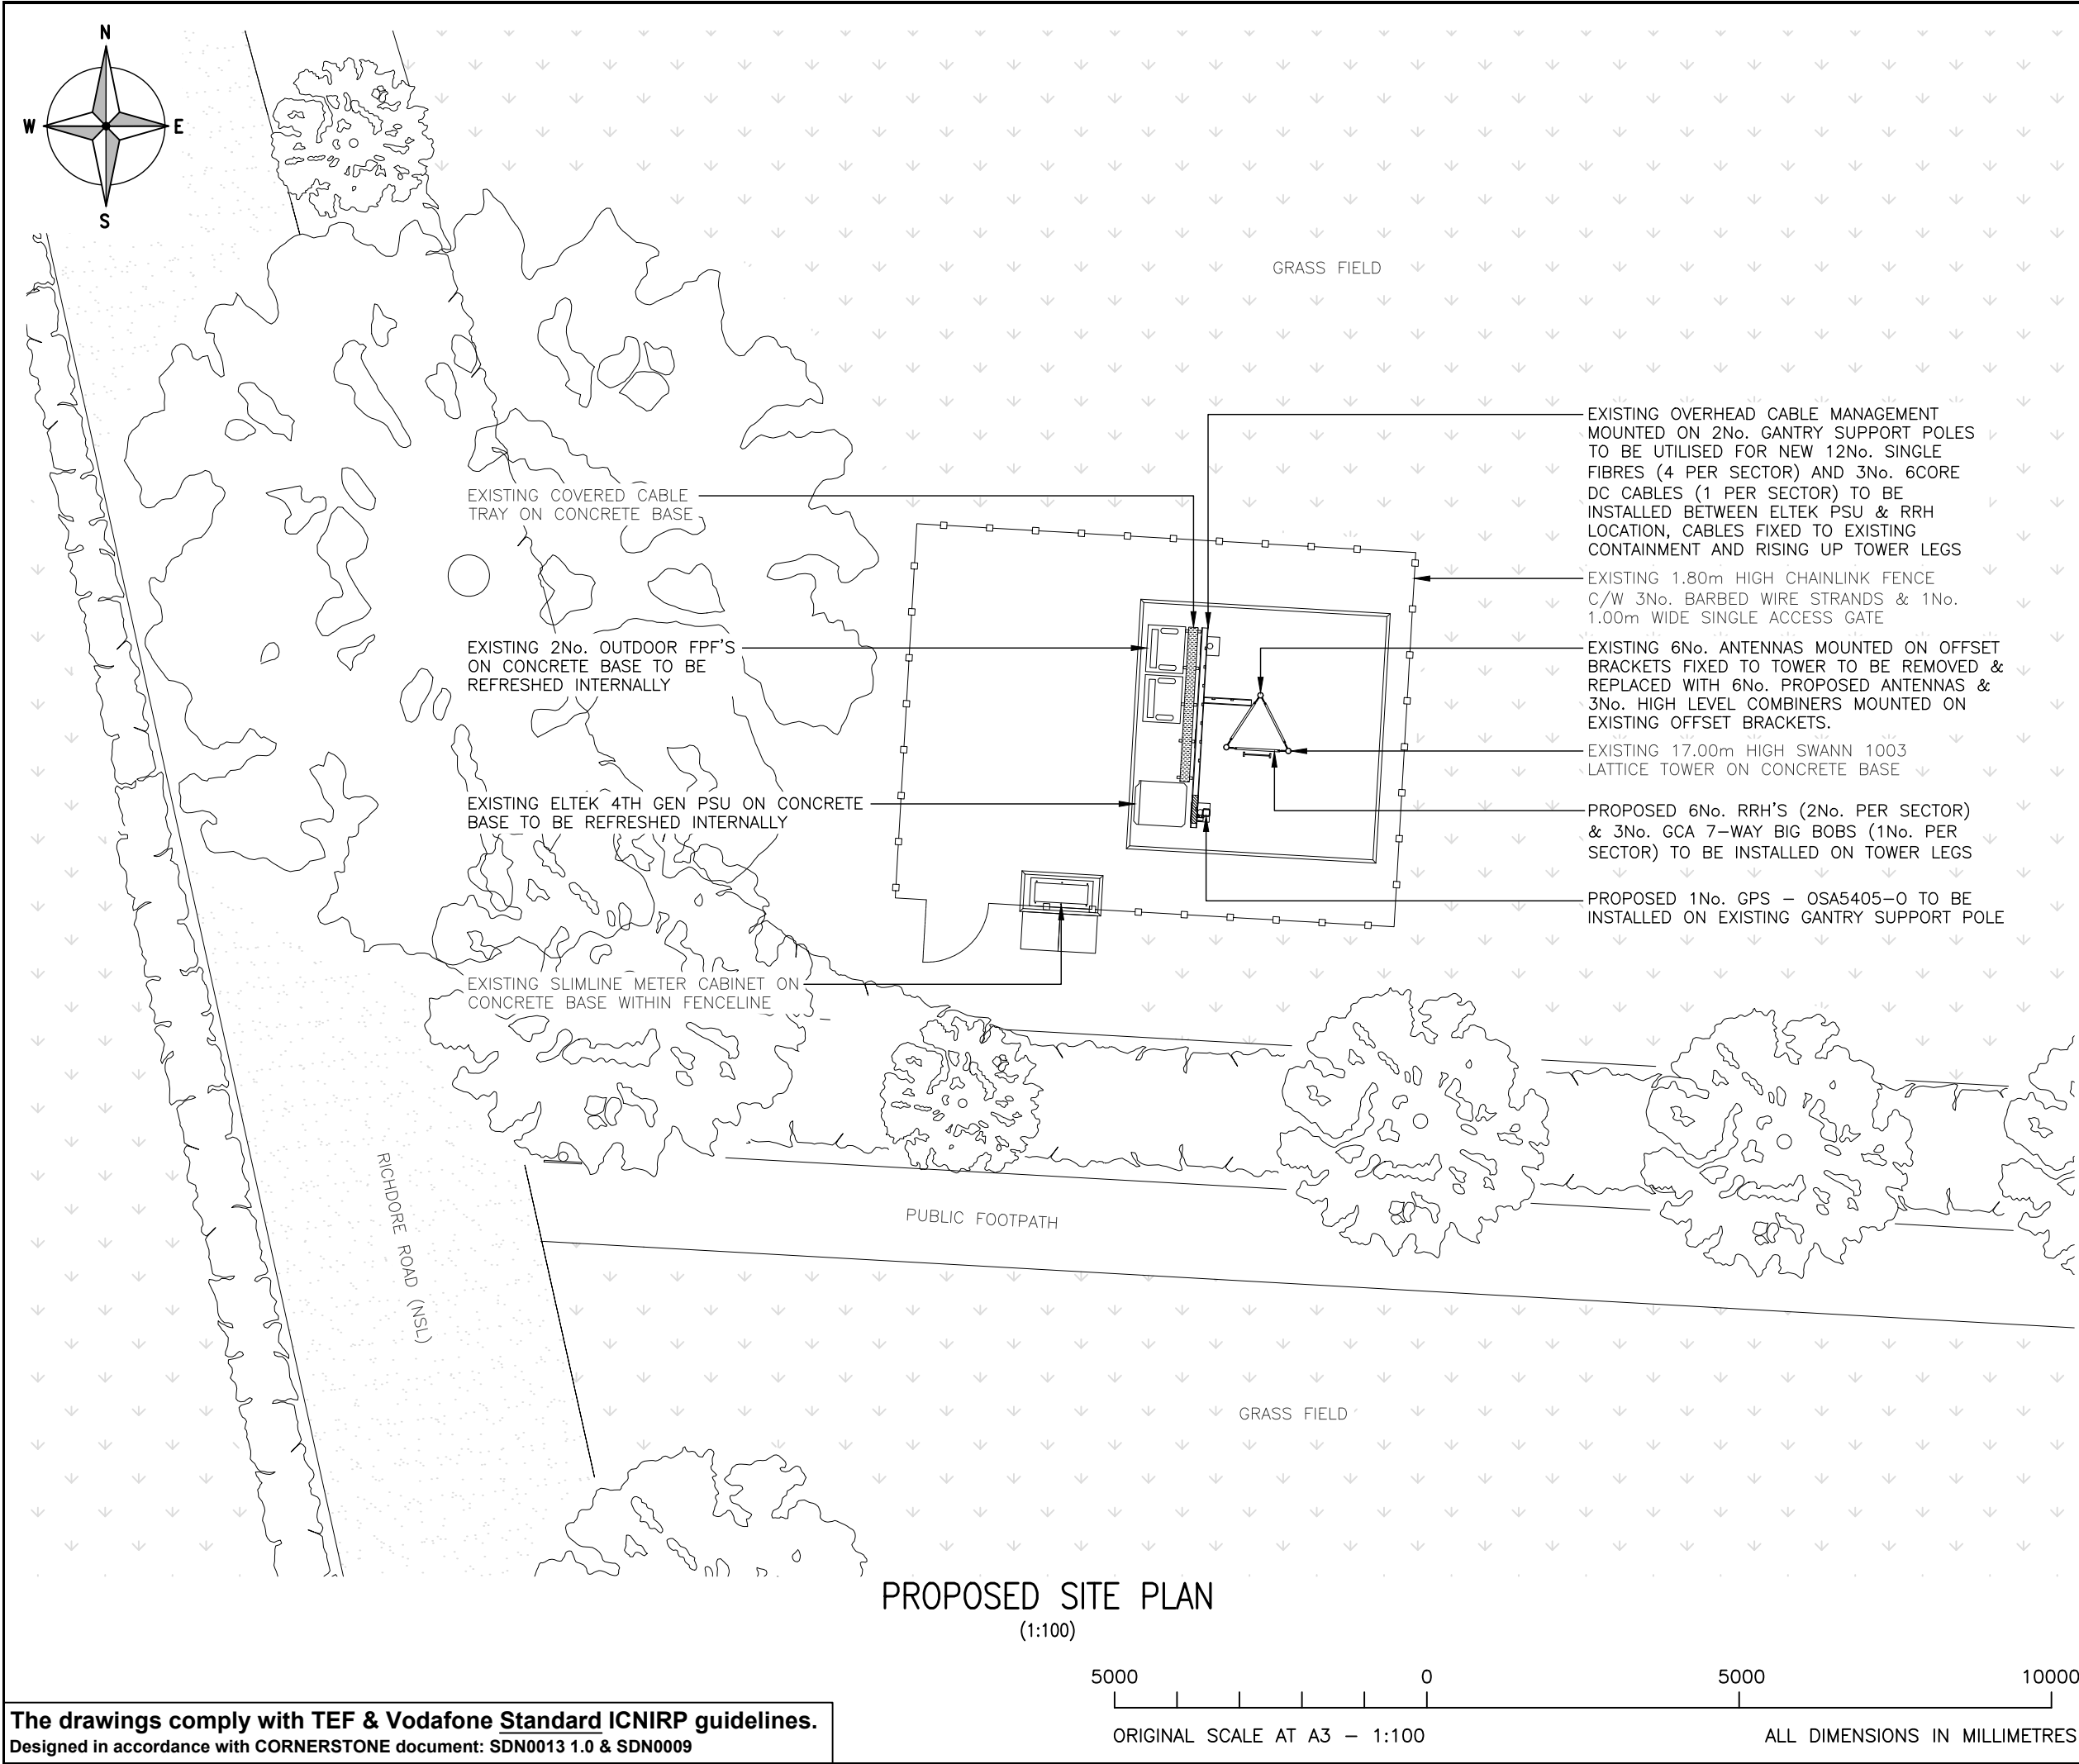 N
W
E
S
GRASS FIELD
EXISTING OVERHEAD CABLE MANAGEMENT
MOUNTED ON 2No. GANTRY SUPPORT POLES
TO BE UTILISED FOR NEW 12No. SINGLE
FIBRES (4 PER SECTOR) AND 3No. 6CORE
DC CABLES (1 PER SECTOR) TO BE
INSTALLED BETWEEN ELTEK PSU & RRH
LOCATION, CABLES FIXED TO EXISTING
CONTAINMENT AND RISING UP TOWER LEGS
EXISTING COVERED CABLE
TRAY ON CONCRETE BASE
EXISTING 1.80m HIGH CHAINLINK FENCE
C/W 3No. BARBED WIRE STRANDS & 1No.
1.00m WIDE SINGLE ACCESS GATE
EXISTING 2No. OUTDOOR FPF'S
ON CONCRETE BASE TO BE
REFRESHED INTERNALLY
EXISTING 6No. ANTENNAS MOUNTED ON OFFSET
BRACKETS FIXED TO TOWER TO BE REMOVED &
REPLACED WITH 6No. PROPOSED ANTENNAS &
3No. HIGH LEVEL COMBINERS MOUNTED ON
EXISTING OFFSET BRACKETS.
EXISTING 17.00m HIGH SWANN 1003
LATTICE TOWER ON CONCRETE BASE
EXISTING ELTEK 4TH GEN PSU ON CONCRETE
BASE TO BE REFRESHED INTERNALLY
PROPOSED 6No. RRH'S (2No. PER SECTOR)
& 3No. GCA 7-WAY BIG BOBS (1No. PER
SECTOR) TO BE INSTALLED ON TOWER LEGS
PROPOSED 1No. GPS - OSA5405-O TO BE
INSTALLED ON EXISTING GANTRY SUPPORT POLE
EXISTING SLIMLINE METER CABINET ON
CONCRETE BASE WITHIN FENCELINE
RICHDORE ROAD (NSL)
PUBLIC FOOTPATH
GRASS FIELD
PROPOSED SITE PLAN
(1:100)
5000 0 5000 10000
ORIGINAL SCALE AT A3 - 1:100
ALL DIMENSIONS IN MILLIMETRES
The drawings comply with TEF & Vodafone Standard ICNIRP guidelines.
Designed in accordance with CORNERSTONE document: SDN0013 1.0 & SDN0009